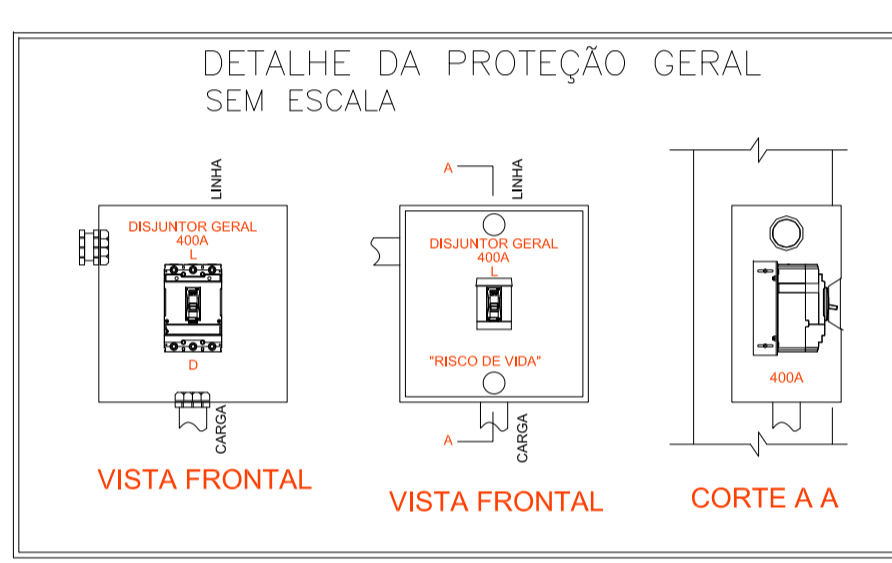 DETALHE DA PROTEÇÃO GERAL
SEM ESCALA
LINHA
DISJUNTOR GERAL
400A
L
D
CARGA
VISTA FRONTAL
A
LINHA
DISJUNTOR GERAL
400A
L
"RISCO DE VIDA"
A
CARGA
VISTA FRONTAL
400A
CORTE A A